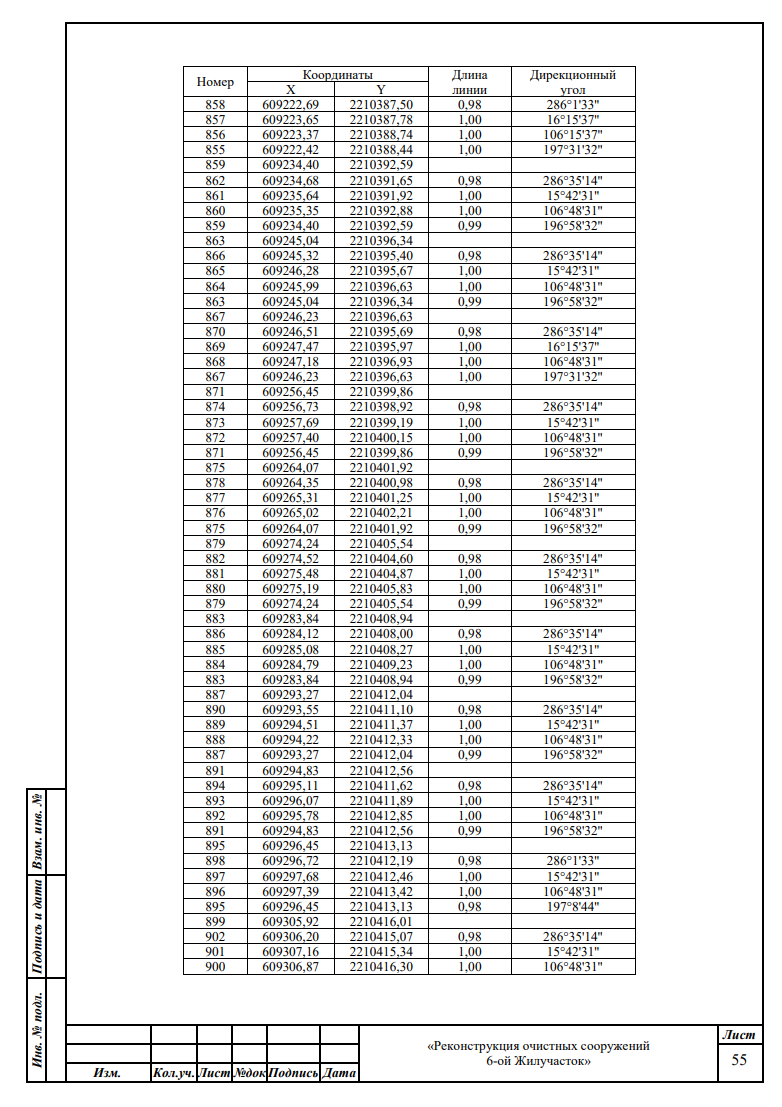 Номер Координаты Длина линии Дирекционный угол
X Y
858 609222,69 2210387,50 0,98 286°1'33"
857 609223,65 2210387,78 1,00 16°15'37"
856 609223,37 2210388,74 1,00 106°15'37"
855 609222,42 2210388,44 1,00 197°31'32"
859 609234,40 2210392,59
862 609234,68 2210391,65 0,98 286°35'14"
861 609235,64 2210391,92 1,00 15°42'31"
860 609235,35 2210392,88 1,00 106°48'31"
859 609234,40 2210392,59 0,99 196°58'32"
863 609245,04 2210396,34
866 609245,32 2210395,40 0,98 286°35'14"
865 609246,28 2210395,67 1,00 15°42'31"
864 609245,99 2210396,63 1,00 106°48'31"
863 609245,04 2210396,34 0,99 196°58'32"
867 609246,23 2210396,63
870 609246,51 2210395,69 0,98 286°35'14"
869 609247,47 2210395,97 1,00 16°15'37"
868 609247,18 2210396,93 1,00 106°48'31"
867 609246,23 2210396,63 1,00 197°31'32"
871 609256,45 2210399,86
874 609256,73 2210398,92 0,98 286°35'14"
873 609257,69 2210399,19 1,00 15°42'31"
872 609257,40 2210400,15 1,00 106°48'31"
871 609256,45 2210399,86 0,99 196°58'32"
875 609264,07 2210401,92
878 609264,35 2210400,98 0,98 286°35'14"
877 609265,31 2210401,25 1,00 15°42'31"
876 609265,02 2210402,21 1,00 106°48'31"
875 609264,07 2210401,92 0,99 196°58'32"
879 609274,24 2210405,54
882 609274,52 2210404,60 0,98 286°35'14"
881 609275,48 2210404,87 1,00 15°42'31"
880 609275,19 2210405,83 1,00 106°48'31"
879 609274,24 2210405,54 0,99 196°58'32"
883 609283,84 2210408,94
886 609284,12 2210408,00 0,98 286°35'14"
885 609285,08 2210408,27 1,00 15°42'31"
884 609284,79 2210409,23 1,00 106°48'31"
883 609283,84 2210408,94 0,99 196°58'32"
887 609293,27 2210412,04
890 609293,55 2210411,10 0,98 286°35'14"
889 609294,51 2210411,37 1,00 15°42'31"
888 609294,22 2210412,33 1,00 106°48'31"
887 609293,27 2210412,04 0,99 196°58'32"
891 609294,83 2210412,56
894 609295,11 2210411,62 0,98 286°35'14"
893 609296,07 2210411,89 1,00 15°42'31"
892 609295,78 2210412,85 1,00 106°48'31"
891 609294,83 2210412,56 0,99 196°58'32"
895 609296,45 2210413,13
898 609296,72 2210412,19 0,98 286°1'33"
897 609297,68 2210412,46 1,00 15°42'31"
896 609297,39 2210413,42 1,00 106°48'31"
895 609296,45 2210413,13 0,98 197°8'44"
899 609305,92 2210416,01
902 609306,20 2210415,07 0,98 286°35'14"
901 609307,16 2210415,34 1,00 15°42'31"
900 609306,87 2210416,30 1,00 106°48'31"
Взам. инв. №
Подпись и дата
Инв. № подл.
Изм. Кол.уч. Лист №док Подпись Дата
«Реконструкция очистных сооружений
6-ой Жилучасток»
Лист
55